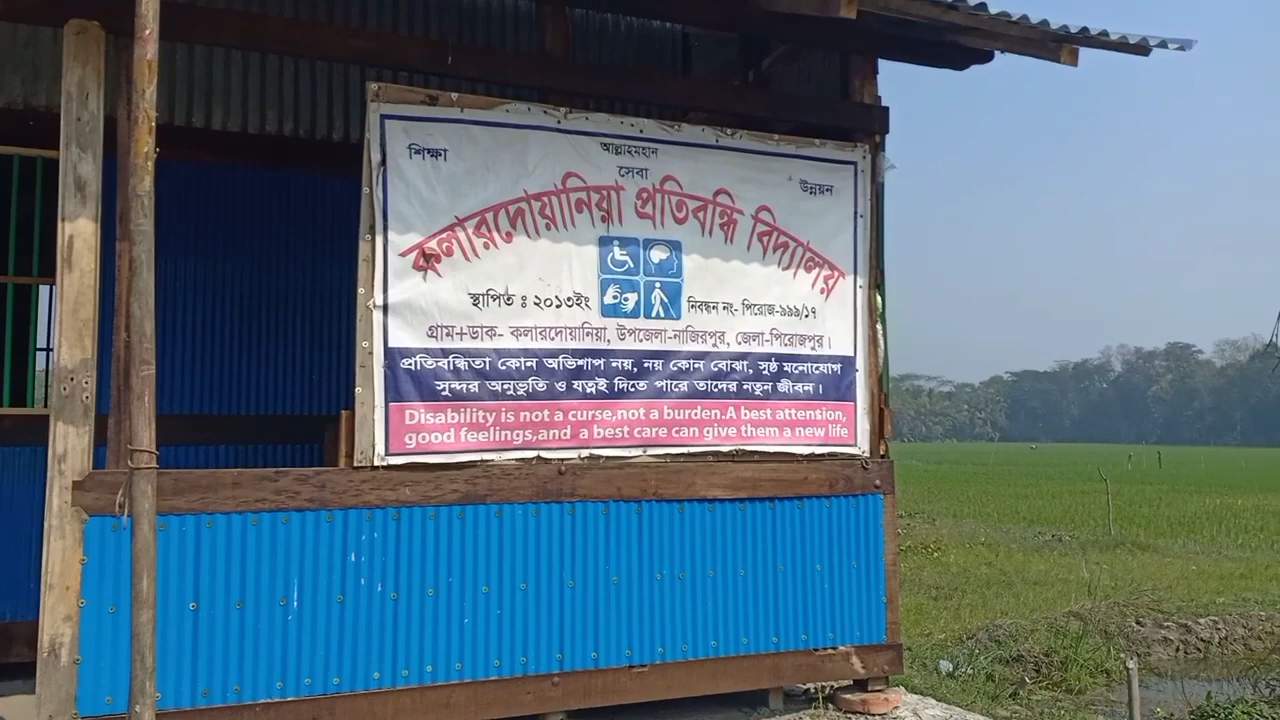 আল্লাহমহান
শিক্ষা
সেবা
উন্নয়ন
কলারদোয়ানিয়া প্রতিবন্ধি বিদ্যালয়
স্থাপিত ঃ ২০১৩ইং
নিবন্ধন নং- পিরোজ-৯৯৯/১৭
গ্রাম+ডাক- কলারদোয়ানিয়া, উপজেলা-নাজিরপুর, জেলা-পিরোজপুর।
প্রতিবন্ধিতা কোন অভিশাপ নয়, নয় কোন বোঝা, সুষ্ঠ মনোযোগ
সুন্দর অনুভুতি ও যত্নই দিতে পারে তাদের নতুন জীবন।
Disability is not a curse,not a burden.A best attension,
good feelings,and a best care can give them a new life